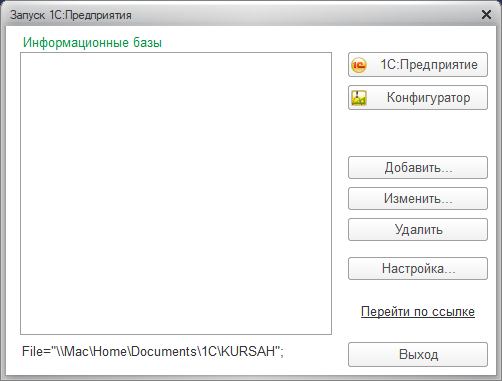 Запуск 1С:Предприятия
Информационные базы
1С:Предприятие
Конфигуратор
Добавить...
Изменить...
Удалить
Настройка...
Перейти по ссылке
File="\\Mac\Home\Documents\1C\KURSAH";
Выход